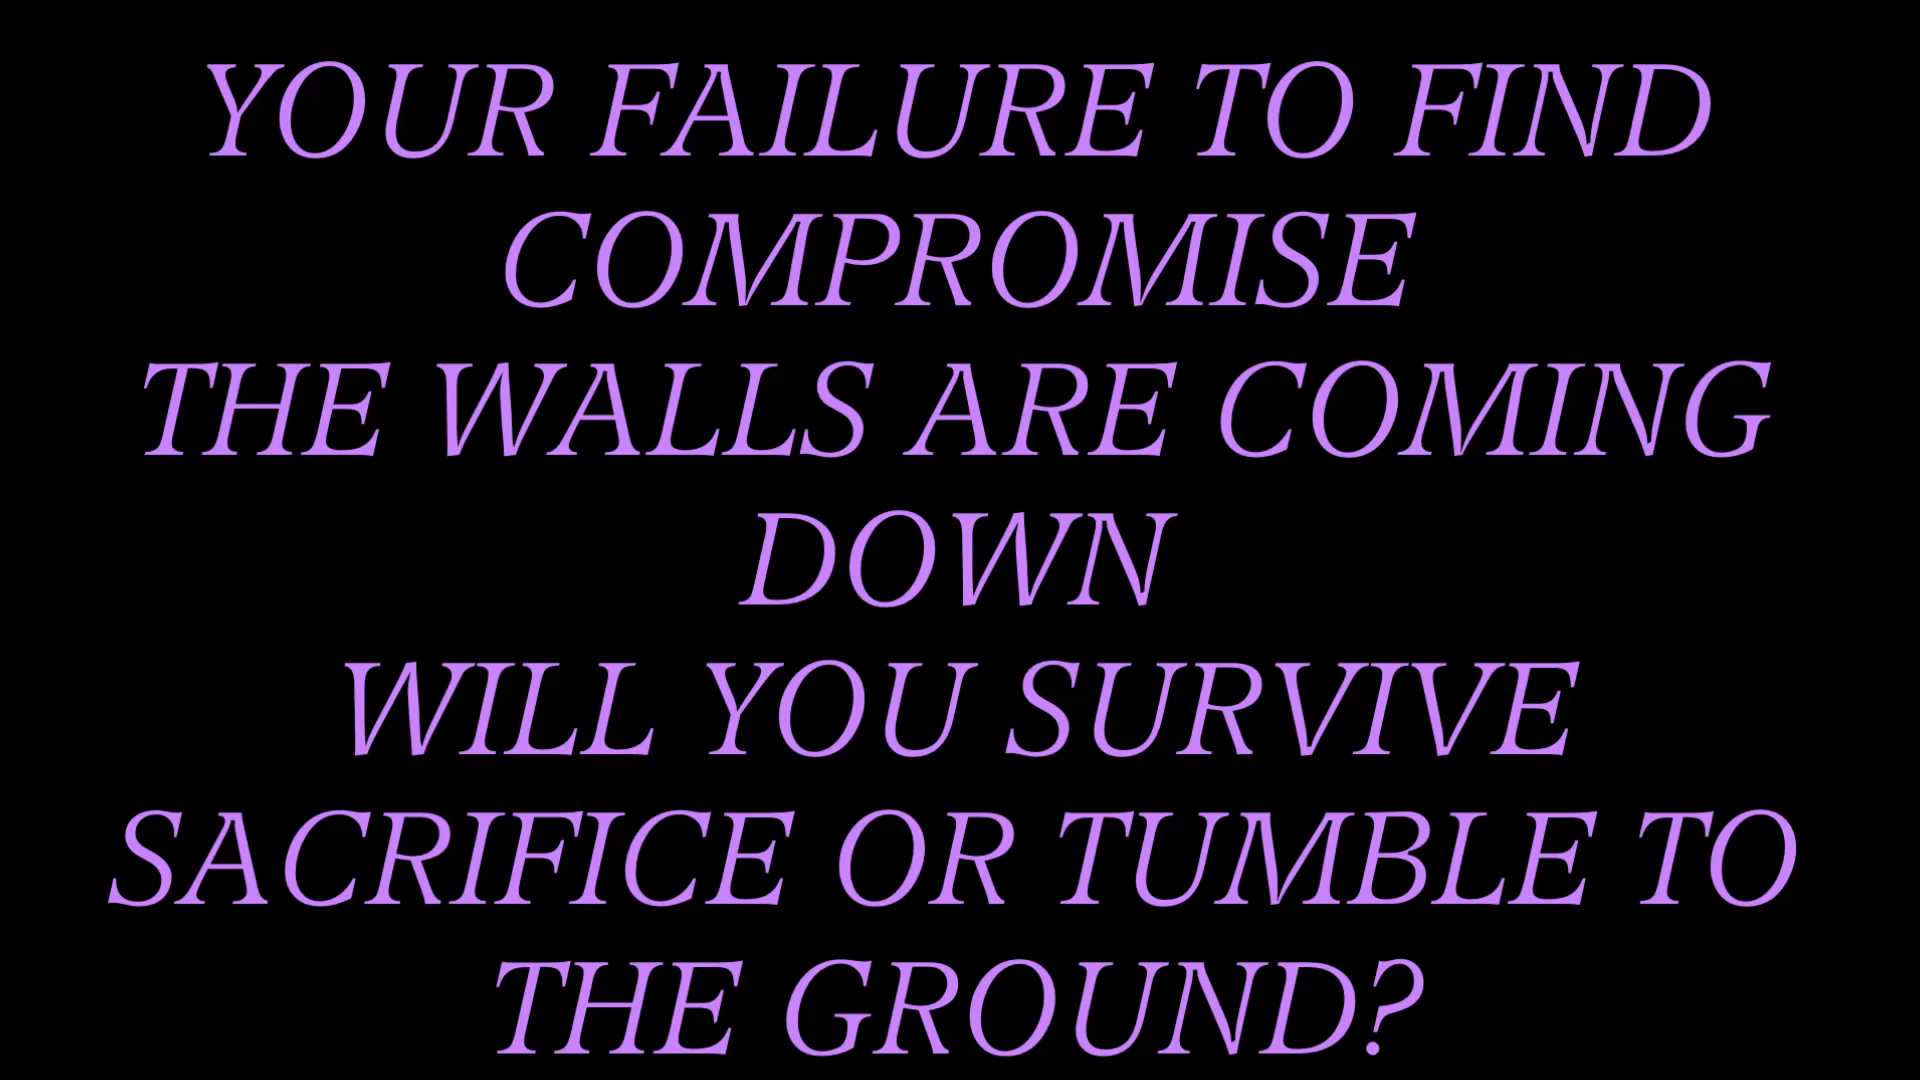 YOUR FAILURE TO FIND
COMPROMISE
THE WALLS ARE COMING
DOWN
WILL YOU SURVIVE
SACRIFICE OR TUMBLE TO
THE GROUND?